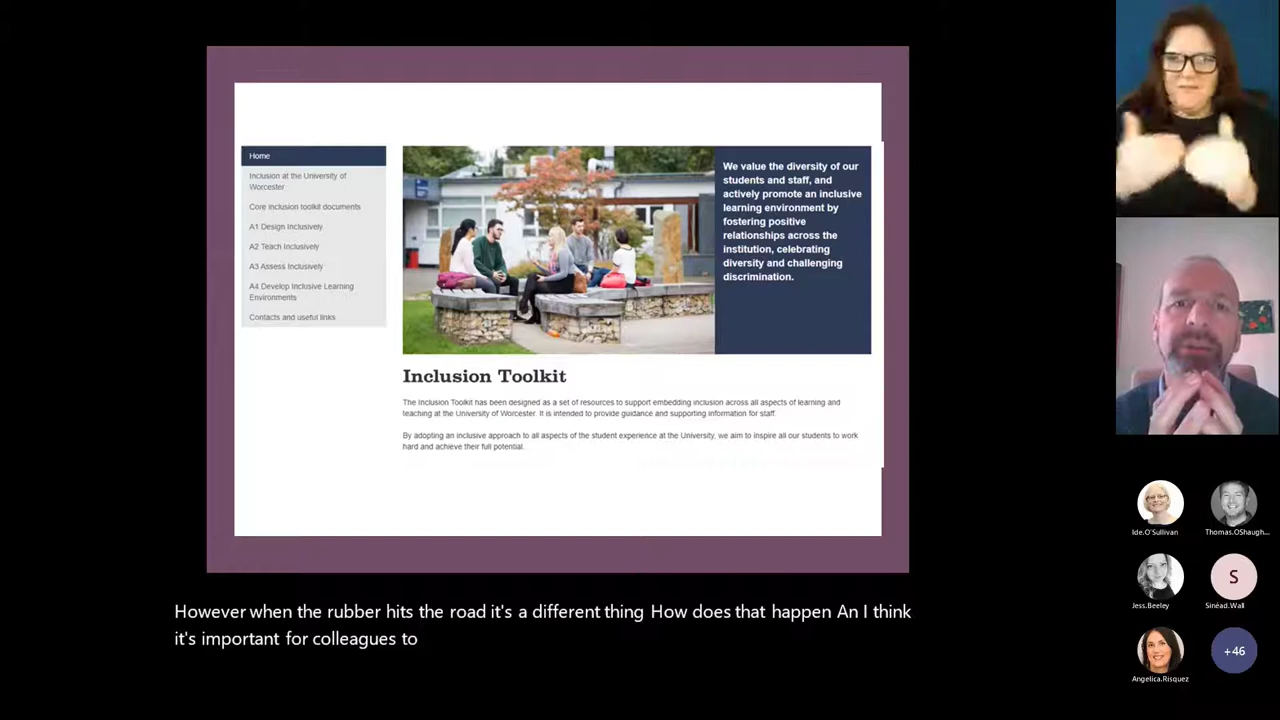 Home
Inclusion at the University of
Worcester
Core inclusion toolkit documents
A1 Design Inclusively
A2 Teach Inclusively
A3 Assess Inclusively
A4 Develop Inclusive Learning
Environments
Contacts and useful links
We value the diversity of our
students and staff, and
actively promote an inclusive
learning environment by
fostering positive
relationships across the
institution, celebrating
diversity and challenging
discrimination.
Inclusion Toolkit
The Inclusion Toolkit has been designed as a set of resources to support embedding inclusion across all aspects of learning and
teaching at the University of Worcester. It is intended to provide guidance and supporting information for staff.
By adopting an inclusive approach to all aspects of the student experience at the University, we aim to inspire all our students to work
hard and achieve their full potential.
However when the rubber hits the road it's a different thing How does that happen An I think
it's important for colleagues to
Ide.O'Sullivan
Thomas.OShaugh...
Jess.Beeley
S
Sinéad.Wall
Angelica.Risquez
+46